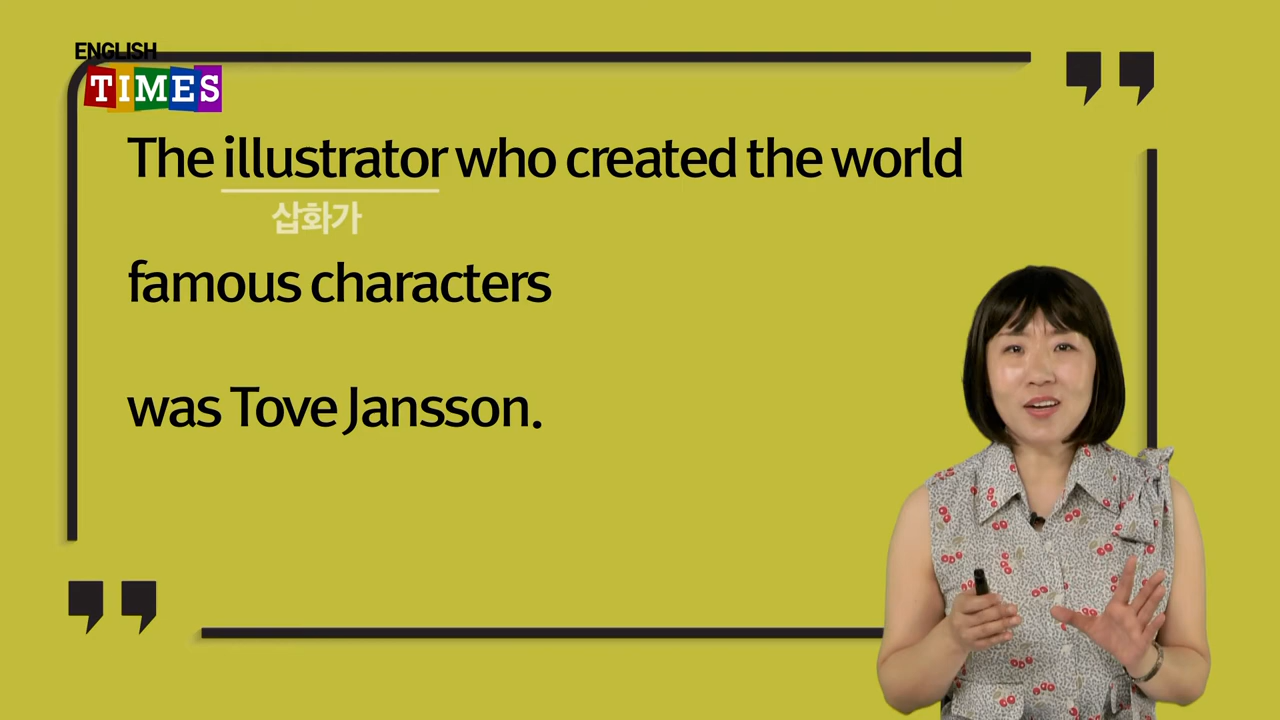 ENGLISH
TIMES
The illustrator who created the world
삽화가
famous characters
was Tove Jansson.